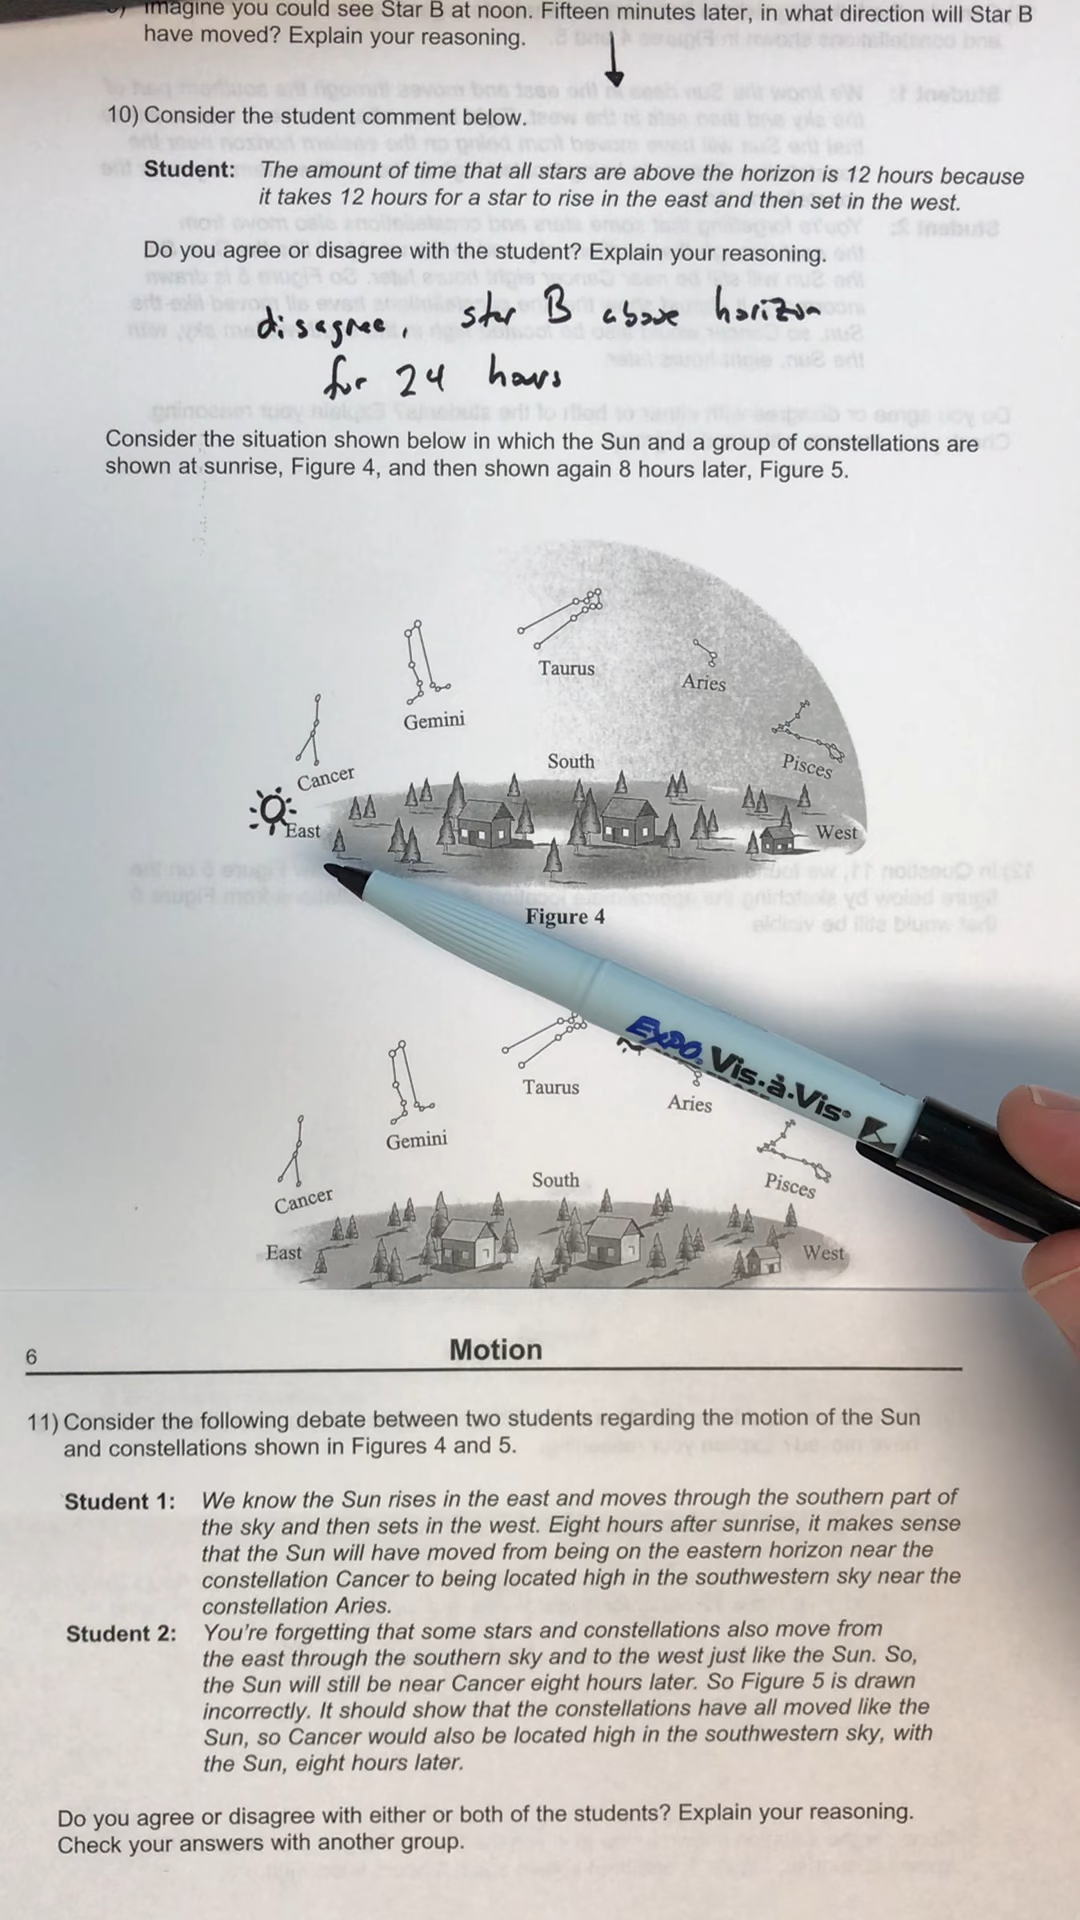 Imagine you could see Star B at noon. Fifteen minutes later, in what direction will Star B
have moved? Explain your reasoning.
10) Consider the student comment below.
Student: The amount of time that all stars are above the horizon is 12 hours because
it takes 12 hours for a star to rise in the east and then set in the west.
Do you agree or disagree with the student? Explain your reasoning.
disagree, star B above horizon
for 24 hours
Consider the situation shown below in which the Sun and a group of constellations are
shown at sunrise, Figure 4, and then shown again 8 hours later, Figure 5.
Taurus
Aries
Gemini
South
Pisces
Cancer
East
West
Figure 4
EXPO Vis.à.Vis
Taurus
Aries
Gemini
South
Pisces
Cancer
East
West
6 Motion
11) Consider the following debate between two students regarding the motion of the Sun
and constellations shown in Figures 4 and 5.
Student 1: We know the Sun rises in the east and moves through the southern part of
the sky and then sets in the west. Eight hours after sunrise, it makes sense
that the Sun will have moved from being on the eastern horizon near the
constellation Cancer to being located high in the southwestern sky near the
constellation Aries.
Student 2: You're forgetting that some stars and constellations also move from
the east through the southern sky and to the west just like the Sun. So,
the Sun will still be near Cancer eight hours later. So Figure 5 is drawn
incorrectly. It should show that the constellations have all moved like the
Sun, so Cancer would also be located high in the southwestern sky, with
the Sun, eight hours later.
Do you agree or disagree with either or both of the students? Explain your reasoning.
Check your answers with another group.